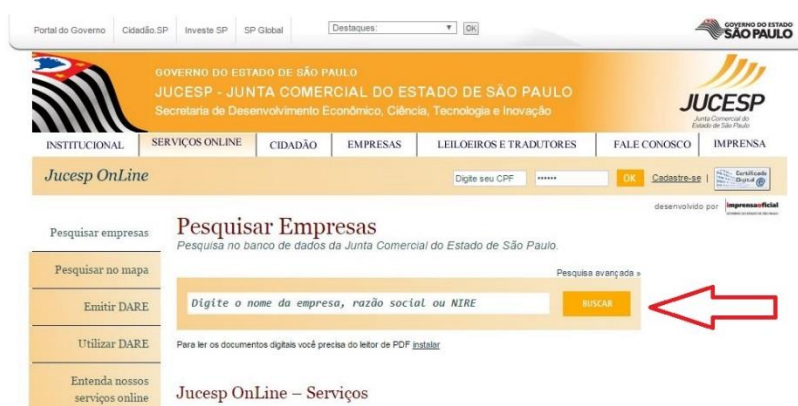 Portal do Governo Cidadão.SP Investe SP SP Global Destaques: OK
GOVERNO DO ESTADO
SÃO PAULO
GOVERNO DO ESTADO DE SÃO PAULO
JUCESP - JUNTA COMERCIAL DO ESTADO DE SÃO PAULO
Secretaria de Desenvolvimento Econômico, Ciência, Tecnologia e Inovação
JUCESP
Junta Comercial do
Estado de São Paulo
INSTITUCIONAL SERVIÇOS ONLINE CIDADÃO EMPRESAS LEILOEIROS E TRADUTORES FALE CONOSCO IMPRENSA
Jucesp OnLine Digite seu CPF •••••• OK Cadastre-se | Certificado
Digital
desenvolvido por imprensaoficial
Pesquisar empresas
Pesquisar no mapa
Emitir DARE
Utilizar DARE
Entenda nossos
serviços online
Pesquisar Empresas
Pesquisa no banco de dados da Junta Comercial do Estado de São Paulo.
Pesquisa avançada »
Digite o nome da empresa, razão social ou NIRE BUSCAR
Para ler os documentos digitais você precisa do leitor de PDF instalar
Jucesp OnLine – Serviços